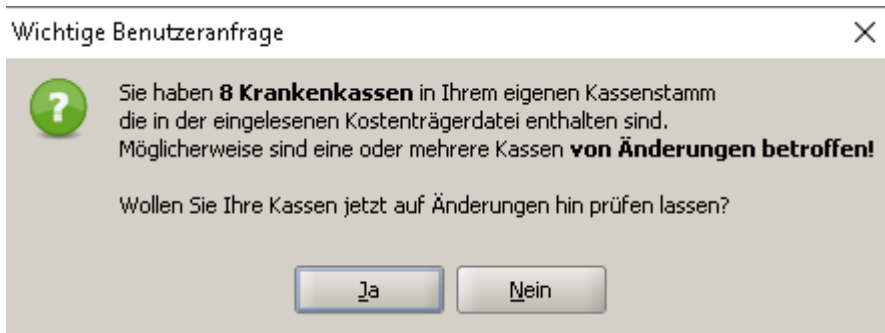 Wichtige Benutzeranfrage
Sie haben 8 Krankenkassen in Ihrem eigenen Kassenstamm
die in der eingelesenen Kostenträgerdatei enthalten sind.
Möglicherweise sind eine oder mehrere Kassen von Änderungen betroffen!
Wollen Sie Ihre Kassen jetzt auf Änderungen hin prüfen lassen?
Ja
Nein